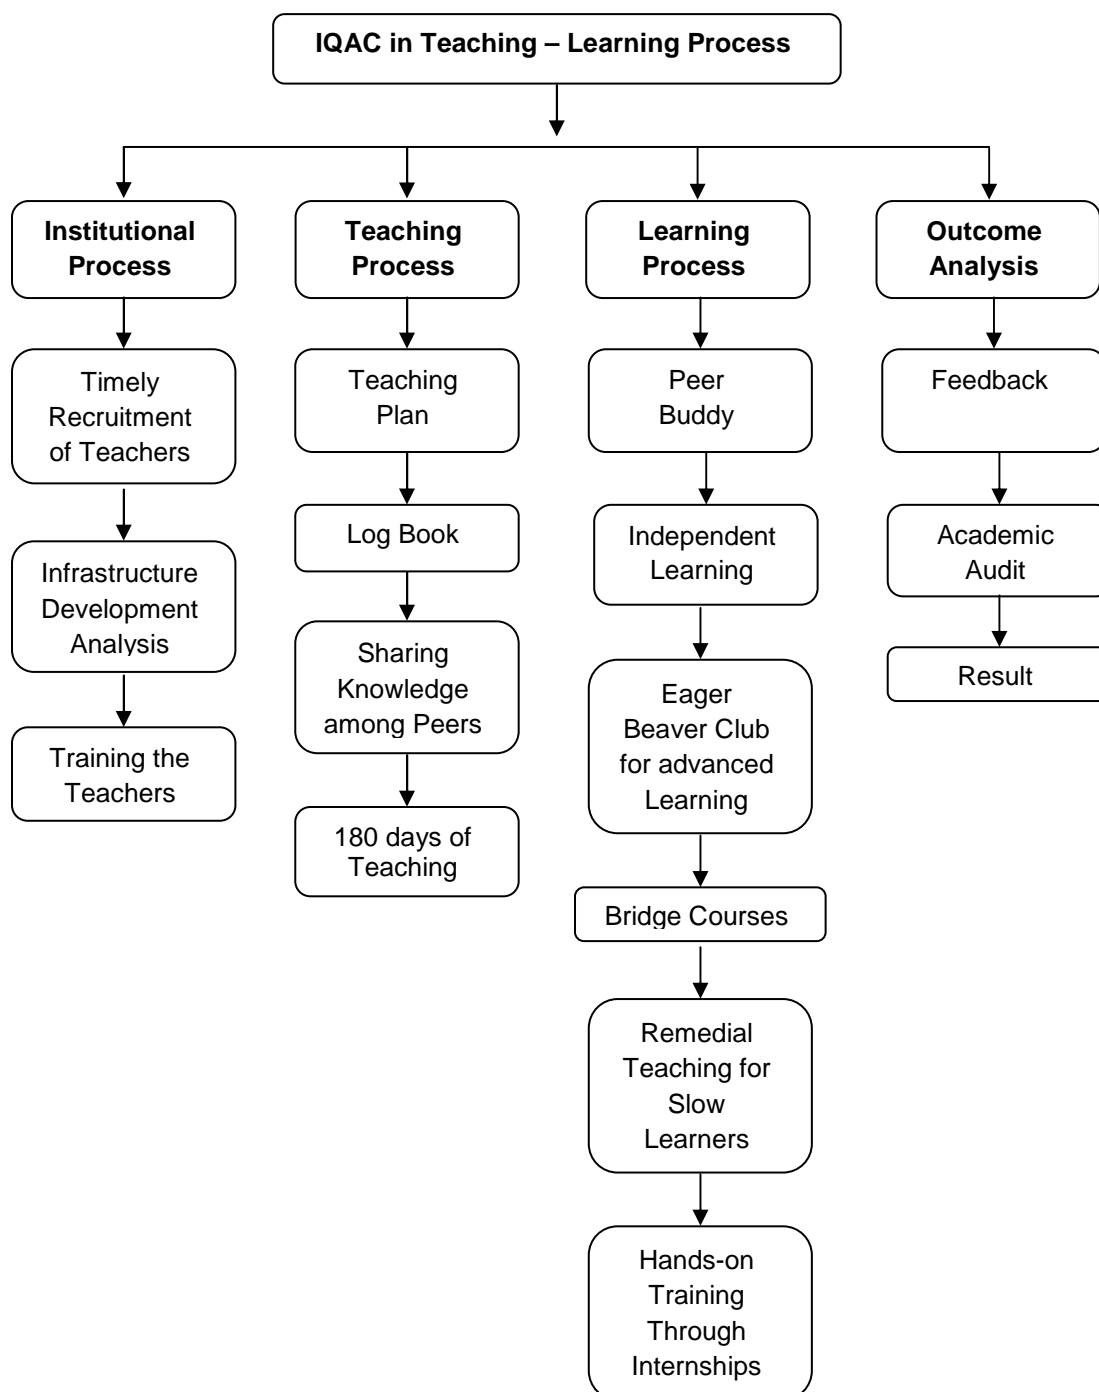 IQAC in Teaching – Learning Process
Institutional
Process
Teaching
Process
Learning
Process
Outcome
Analysis
Timely
Recruitment
of Teachers
Infrastructure
Development
Analysis
Training the
Teachers
Teaching
Plan
Log Book
Sharing
Knowledge
among Peers
180 days of
Teaching
Peer
Buddy
Independent
Learning
Eager
Beaver Club
for advanced
Learning
Bridge Courses
Remedial
Teaching for
Slow
Learners
Hands-on
Training
Through
Internships
Feedback
Academic
Audit
Result